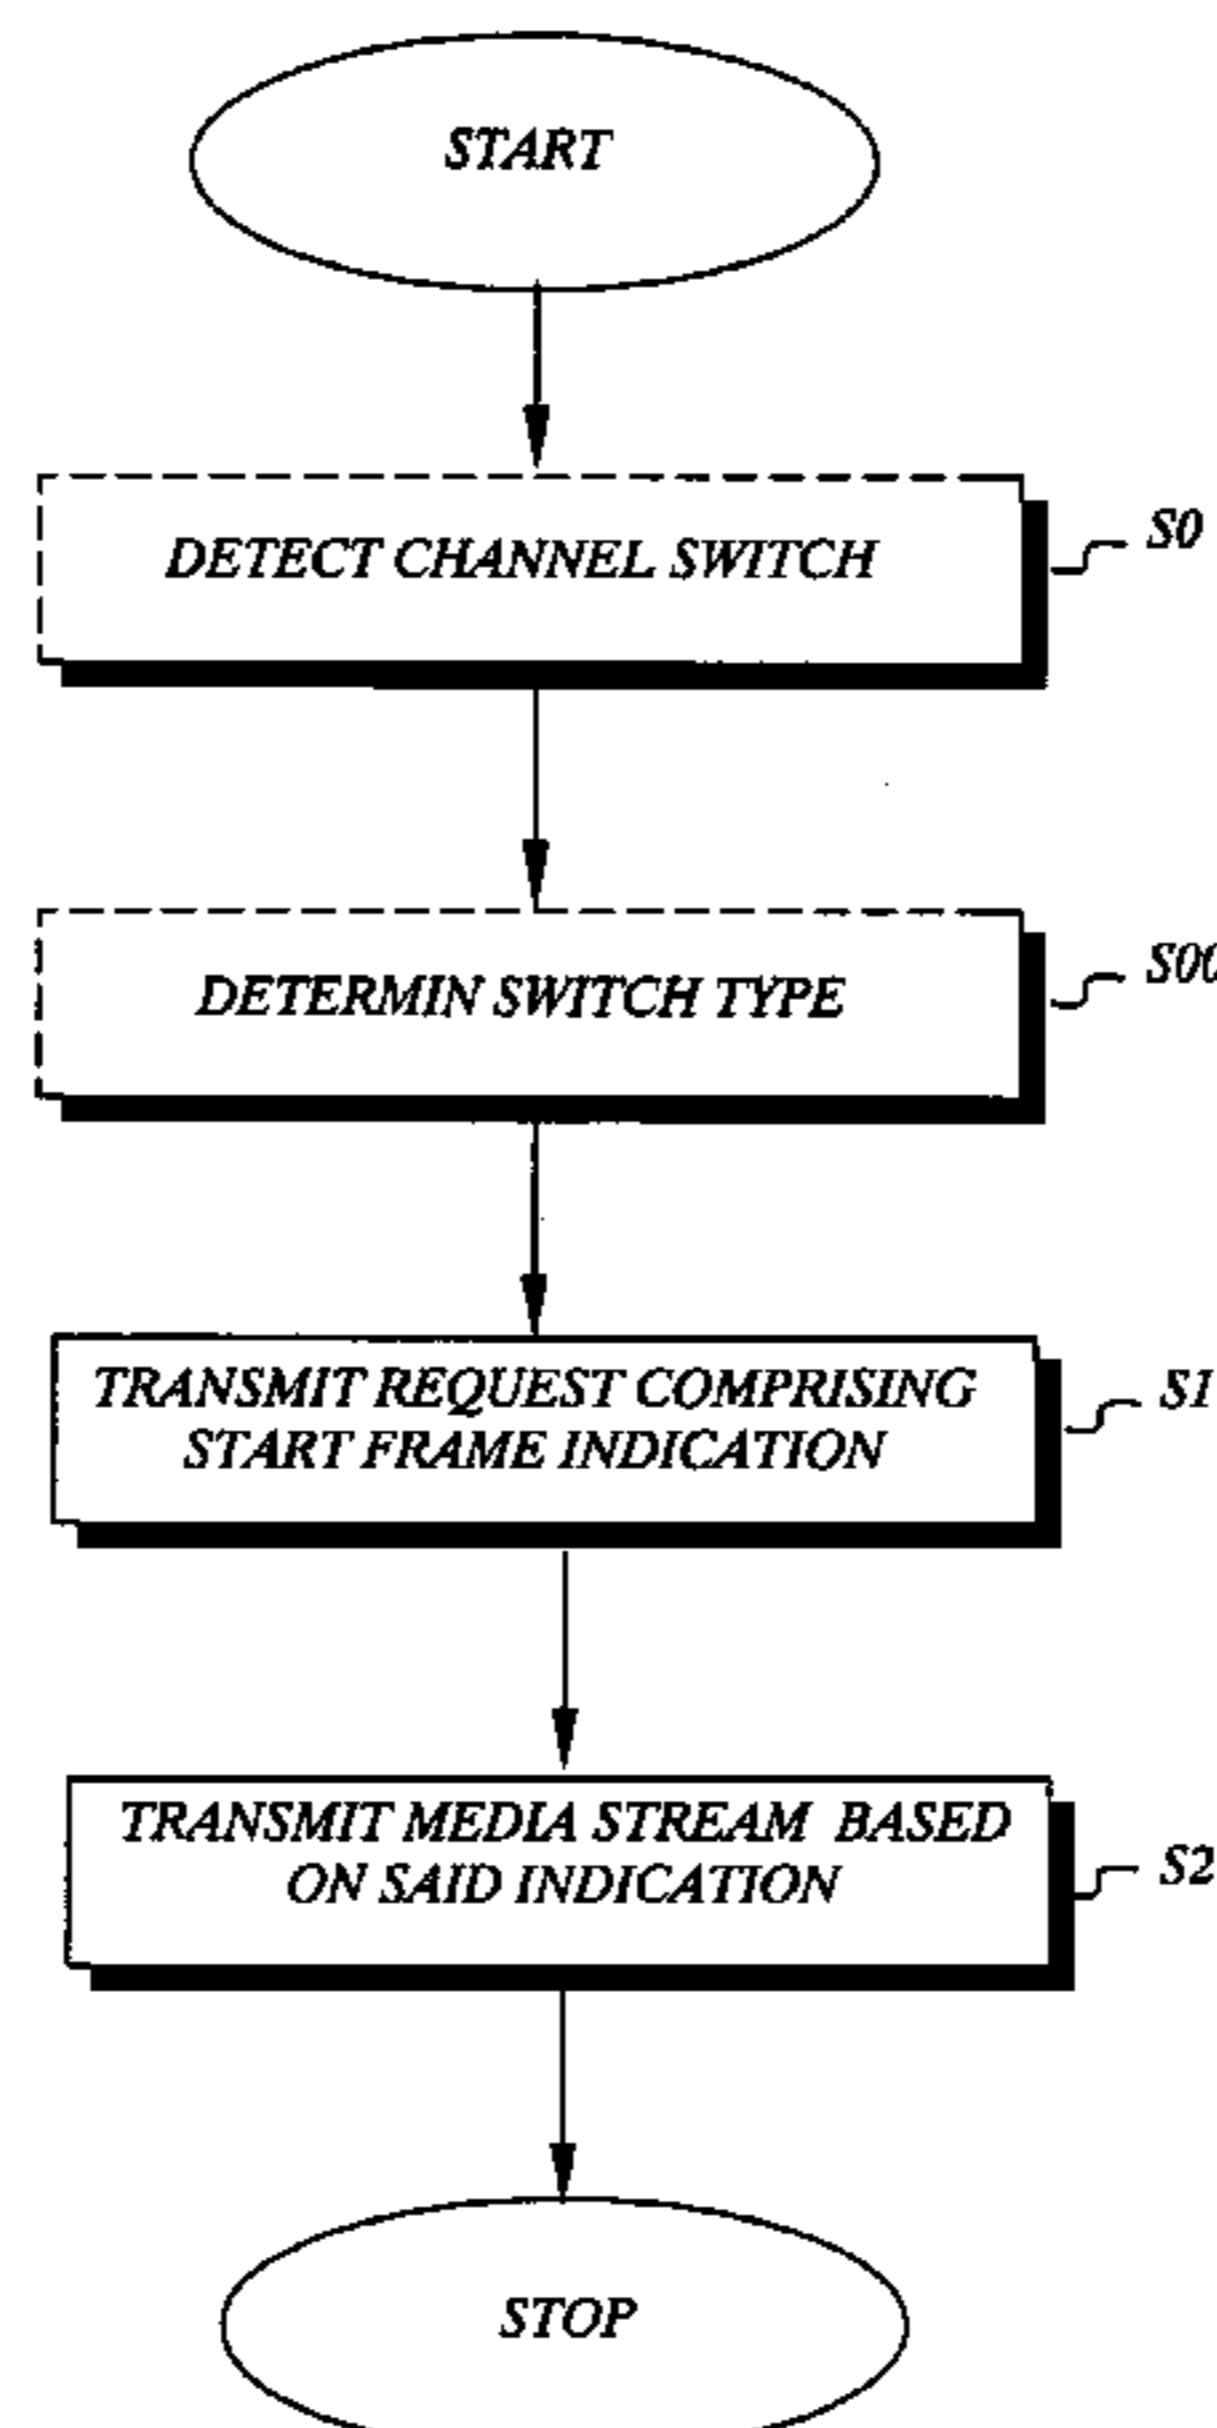 START
DETECT CHANNEL SWITCH
S0
DETERMIN SWITCH TYPE
S00
TRANSMIT REQUEST COMPRISING
START FRAME INDICATION
S1
TRANSMIT MEDIA STREAM BASED
ON SAID INDICATION
S2
STOP